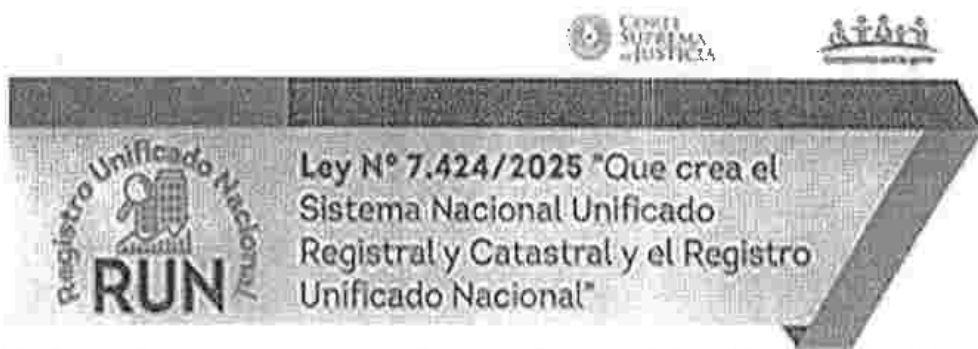 CORTE
SUPREMA
DE JUSTICIA
Registro Unificado Nacional
RUN
Ley N° 7.424/2025 "Que crea el
Sistema Nacional Unificado
Registral y Catastral y el Registro
Unificado Nacional"